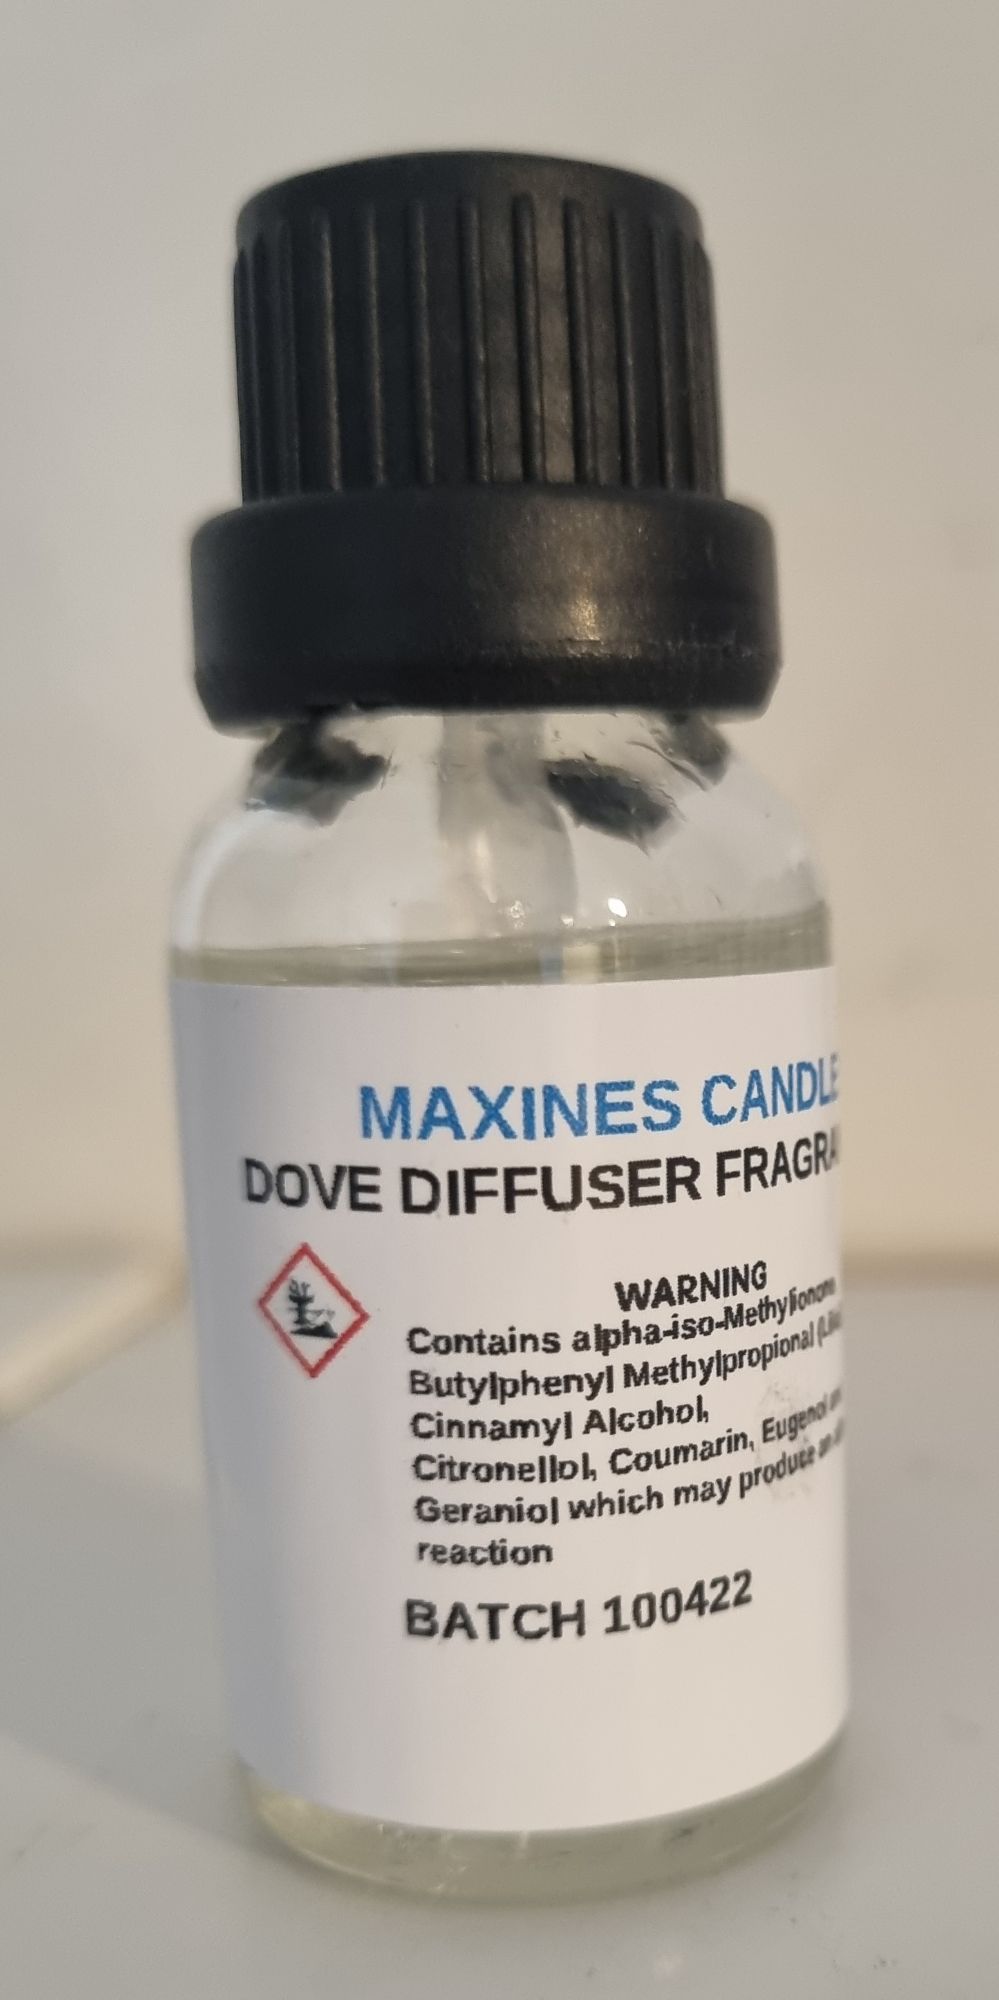 MAXINES CANDLE
DOVE DIFFUSER FRAGRA
WARNING
Contains alpha-iso-Methylionone
Butylphenyl Methylpropional
Cinnamyl Alcohol,
Citronellol, Coumarin, Eugenol
Geraniol which may produce an
reaction
BATCH 100422